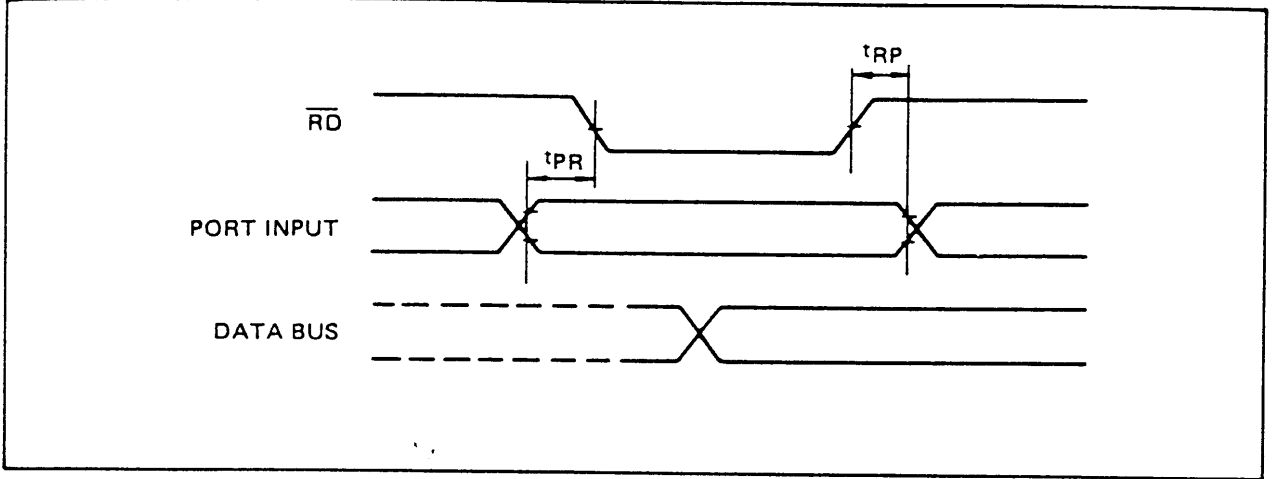 tRP
RD
tPR
PORT INPUT
DATA BUS